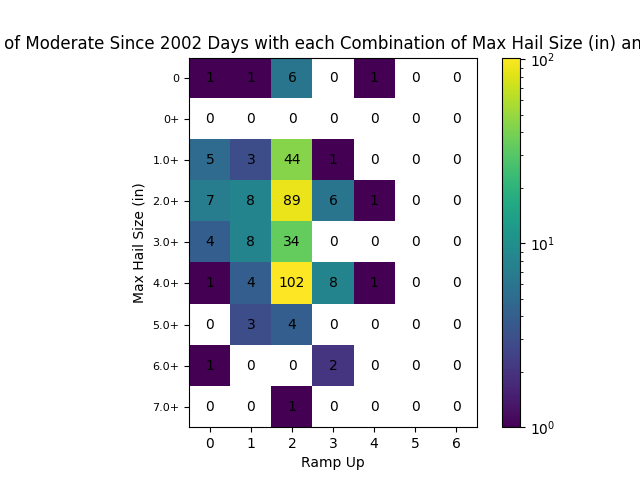 of Moderate Since 2002 Days with each Combination of Max Hail Size (in) an
0 1 1 6 0 1 0 0
0+ 0 0 0 0 0 0 0
1.0+ 5 3 44 1 0 0 0
2.0+ 7 8 89 6 1 0 0
3.0+ 4 8 34 0 0 0 0
4.0+ 1 4 102 8 1 0 0
5.0+ 0 3 4 0 0 0 0
6.0+ 1 0 0 2 0 0 0
7.0+ 0 0 1 0 0 0 0
0 1 2 3 4 5 6
Ramp Up
Max Hail Size (in)
10²
10¹
10⁰